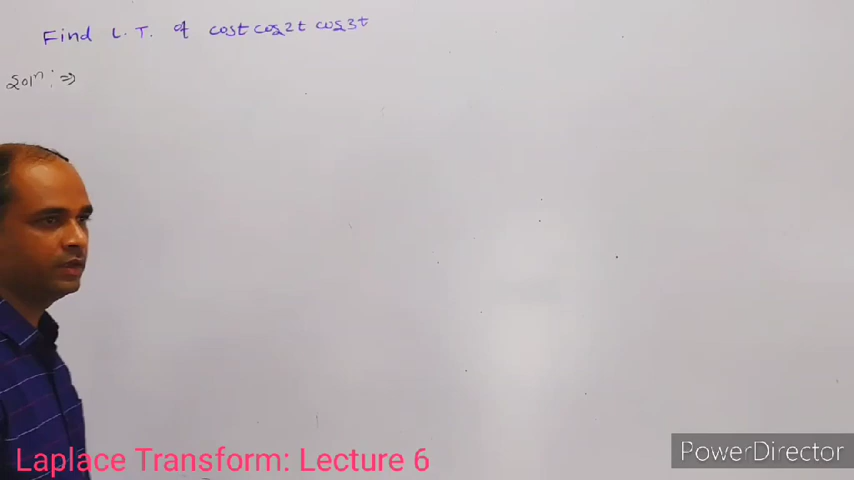 Find L.T. of cost cos2t cos3t
Solⁿ : ⇒
Laplace Transform: Lecture 6
PowerDirector